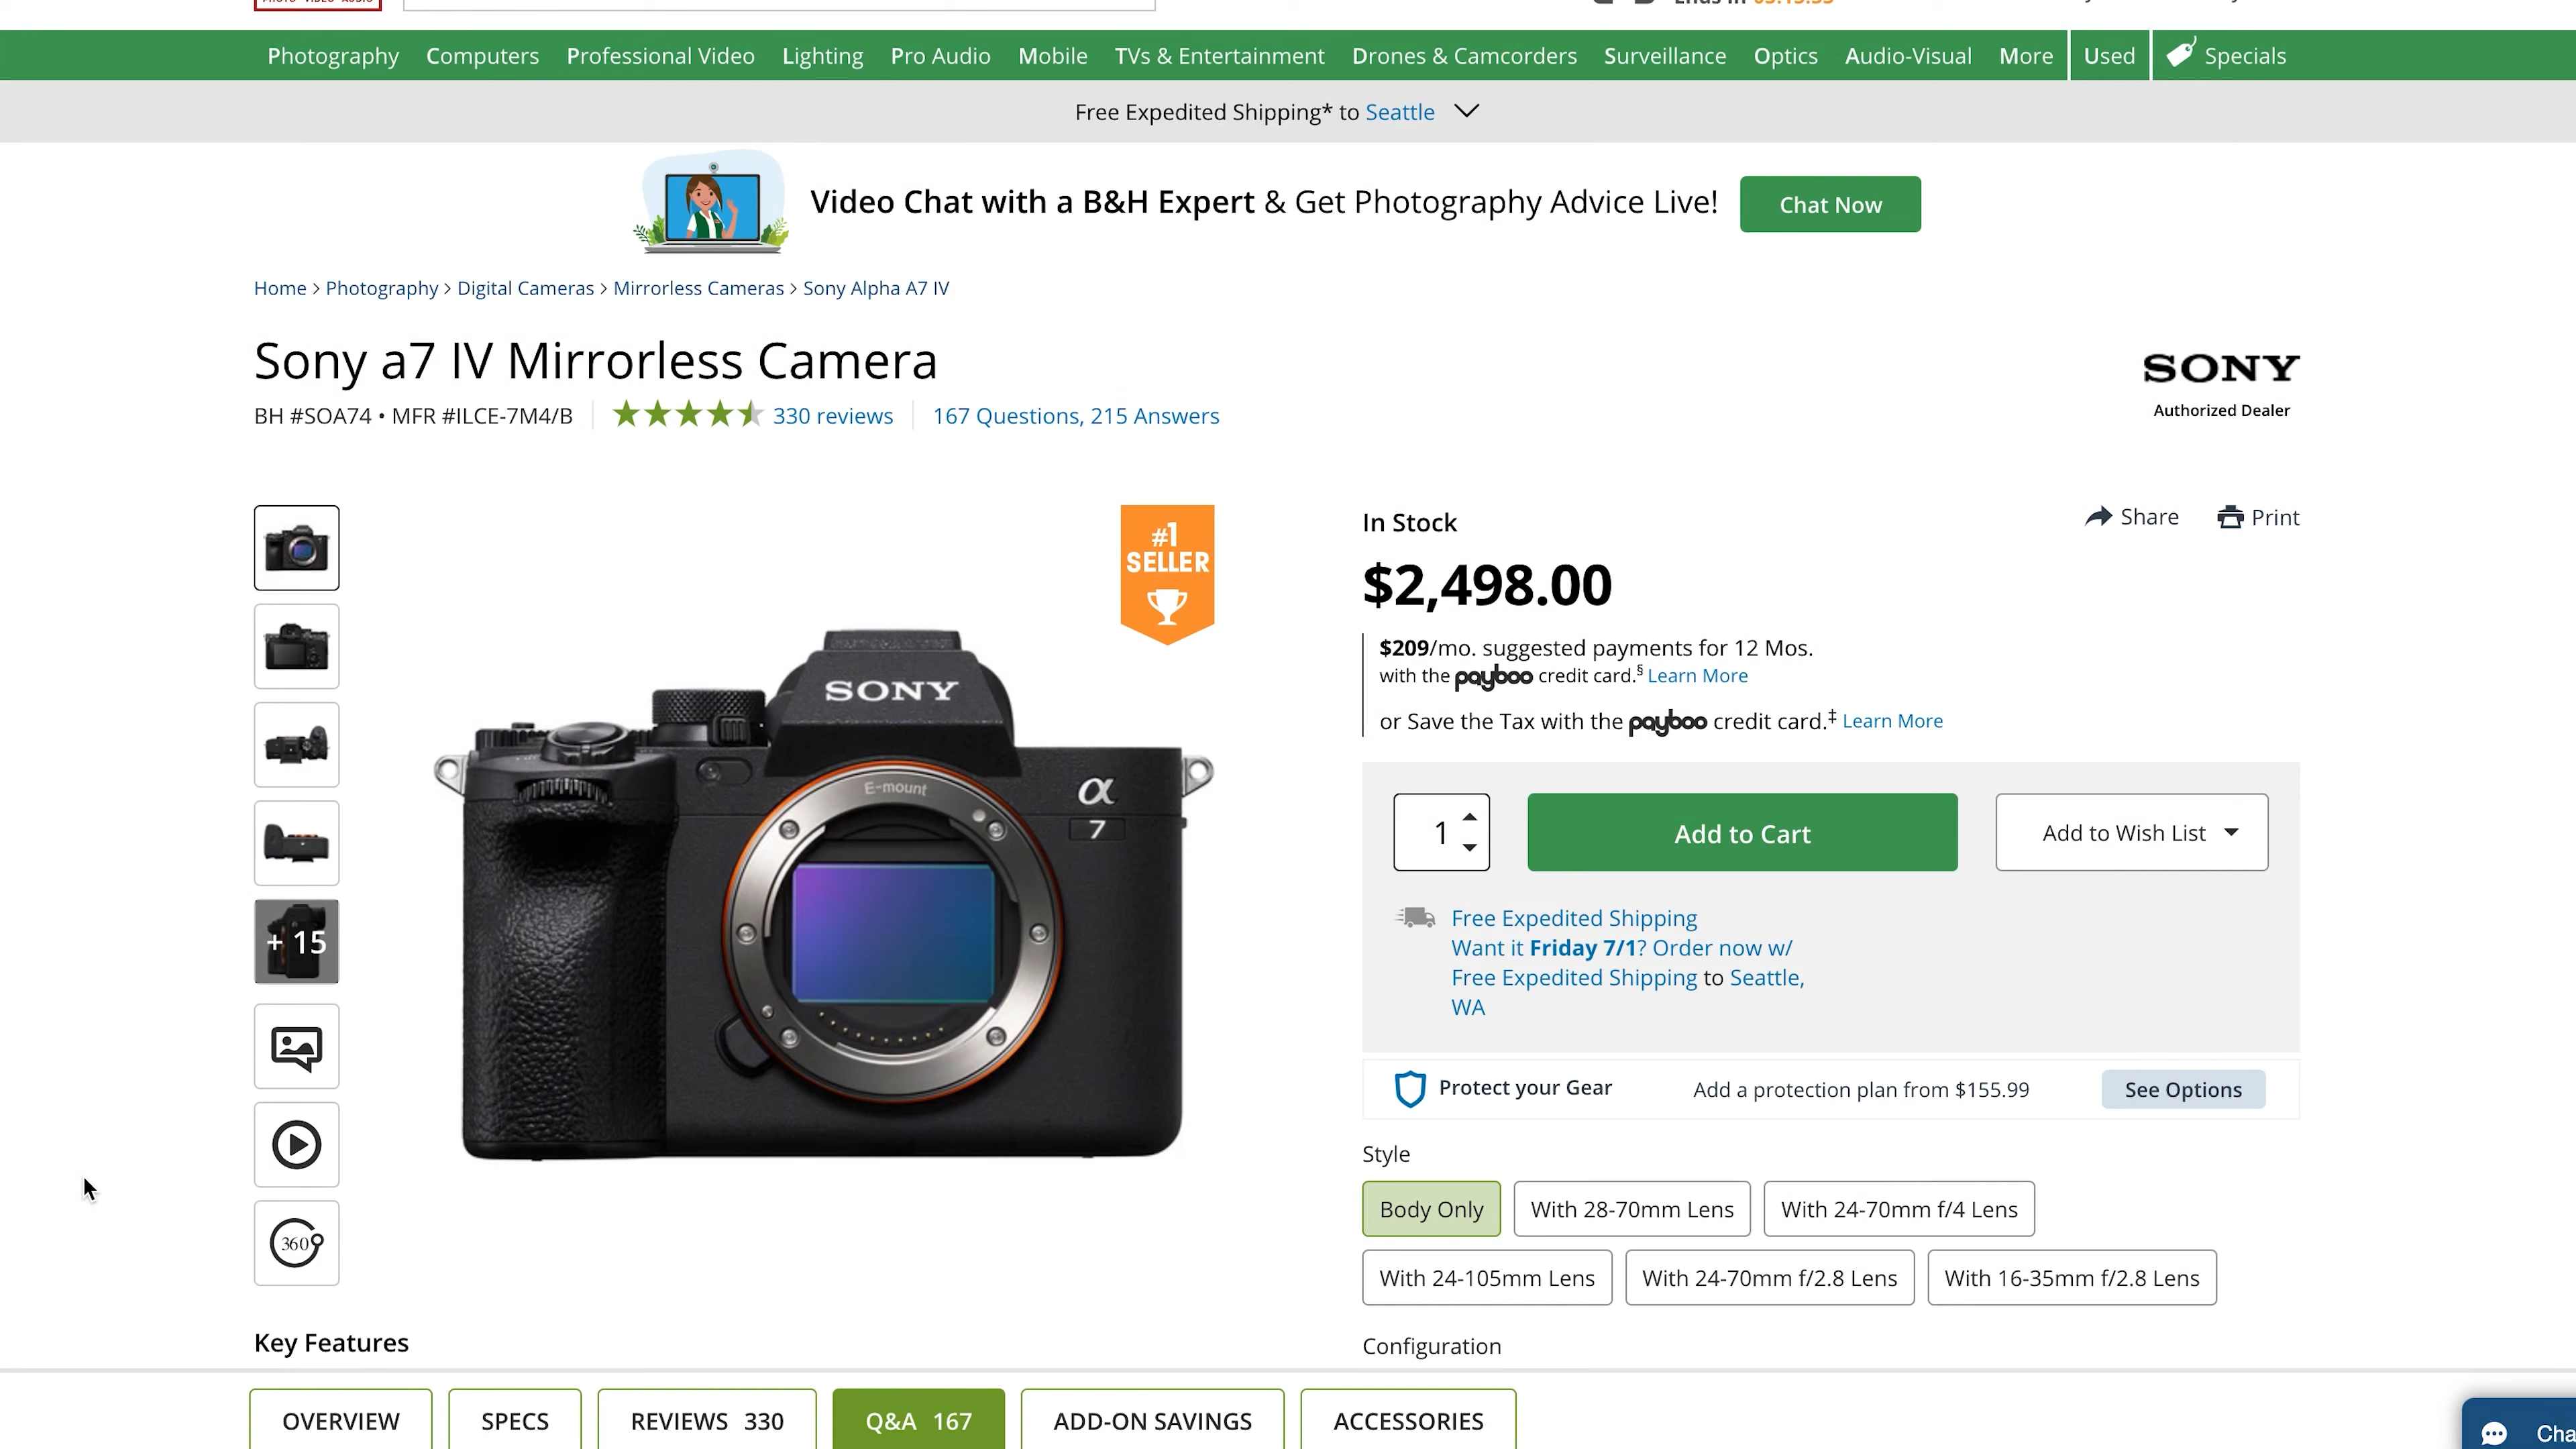 Photography Computers Professional Video Lighting Pro Audio Mobile TVs & Entertainment Drones & Camcorders Surveillance Optics Audio-Visual More Used Specials
Free Expedited Shipping* to Seattle
Video Chat with a B&H Expert & Get Photography Advice Live! Chat Now
Home > Photography > Digital Cameras > Mirrorless Cameras > Sony Alpha A7 IV
Sony a7 IV Mirrorless Camera
SONY
Authorized Dealer
BH #SOA74 • MFR #ILCE-7M4/B 330 reviews 167 Questions, 215 Answers
#1
SELLER
SONY
E-mount
α
7
+ 15
360
In Stock
Share Print
$2,498.00
$209/mo. suggested payments for 12 Mos.
with the payboo credit card.§ Learn More
or Save the Tax with the payboo credit card.‡ Learn More
1 Add to Cart Add to Wish List
Free Expedited Shipping
Want it Friday 7/1? Order now w/
Free Expedited Shipping to Seattle,
WA
Protect your Gear Add a protection plan from $155.99 See Options
Style
Body Only With 28-70mm Lens With 24-70mm f/4 Lens
With 24-105mm Lens With 24-70mm f/2.8 Lens With 16-35mm f/2.8 Lens
Key Features
Configuration
OVERVIEW SPECS REVIEWS 330 Q&A 167 ADD-ON SAVINGS ACCESSORIES